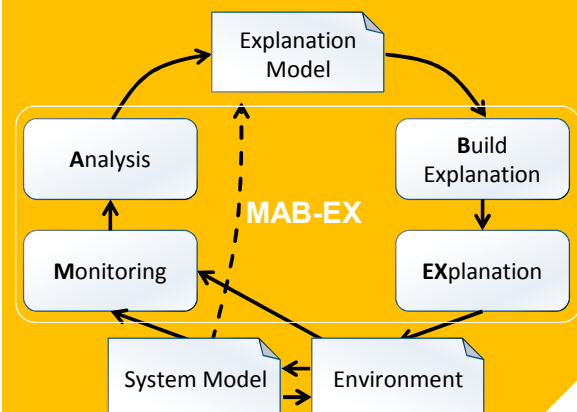 Explanation
Model
Analysis
Build
Explanation
MAB-EX
Monitoring
EXplanation
System Model
Environment